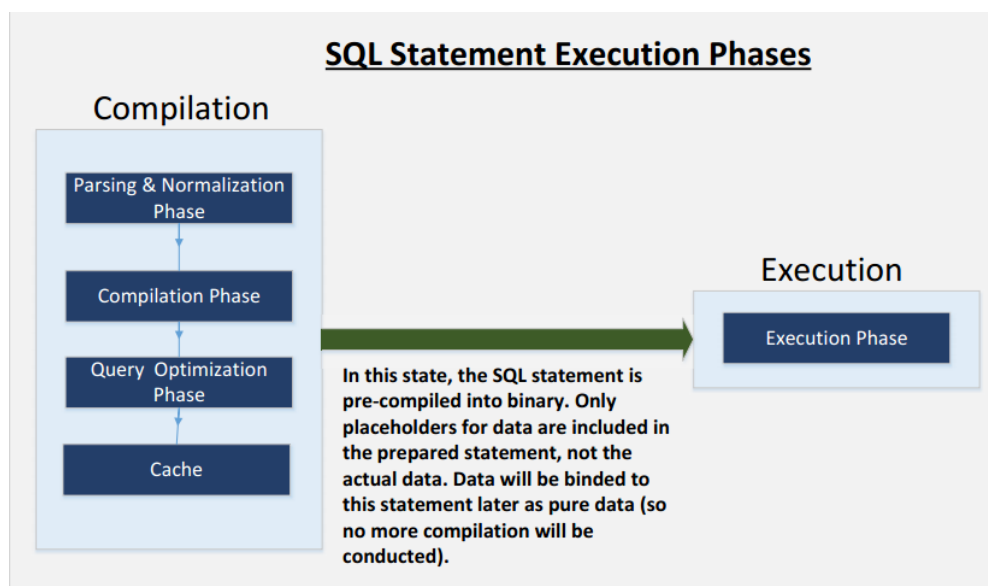 SQL Statement Execution Phases
Compilation
Parsing & Normalization
Phase
Compilation Phase
Query Optimization
Phase
Cache
In this state, the SQL statement is
pre-compiled into binary. Only
placeholders for data are included in
the prepared statement, not the
actual data. Data will be binded to
this statement later as pure data (so
no more compilation will be
conducted).
Execution
Execution Phase